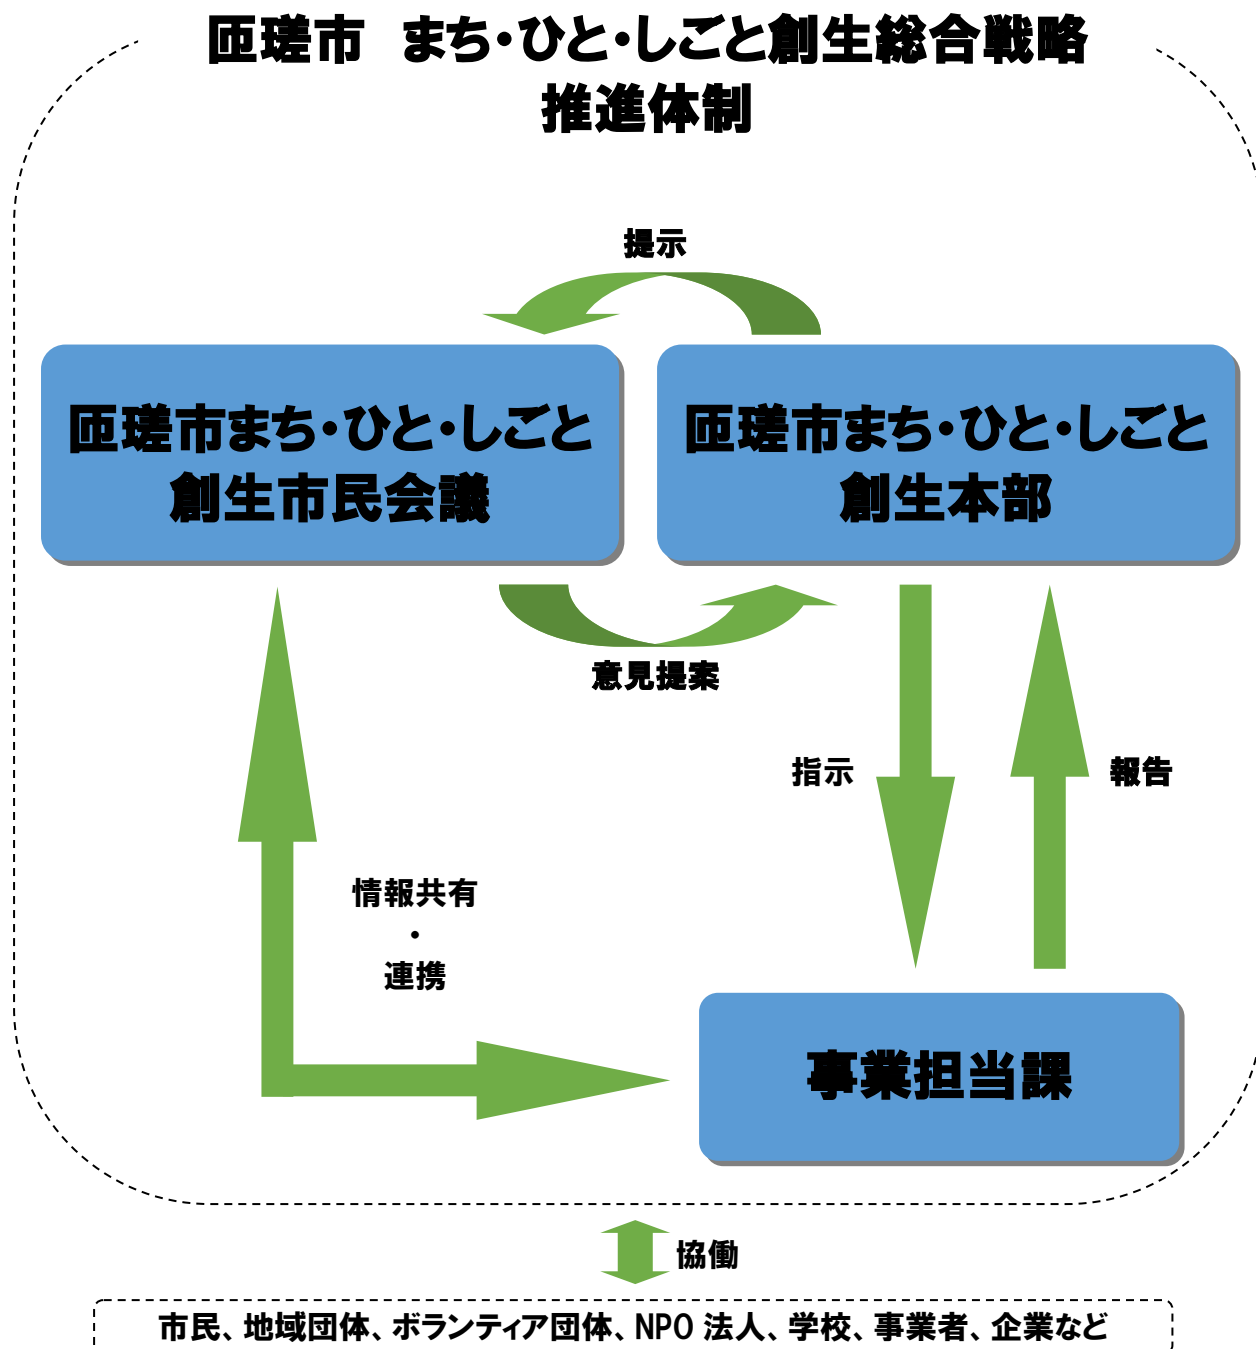 匝瑳市 まち・ひと・しごと創生総合戦略
推進体制
提示
匝瑳市まち・ひと・しごと
創生市民会議
匝瑳市まち・ひと・しごと
創生本部
意見提案
指示
報告
情報共有
・
連携
事業担当課
協働
市民、地域団体、ボランティア団体、NPO 法人、学校、事業者、企業など